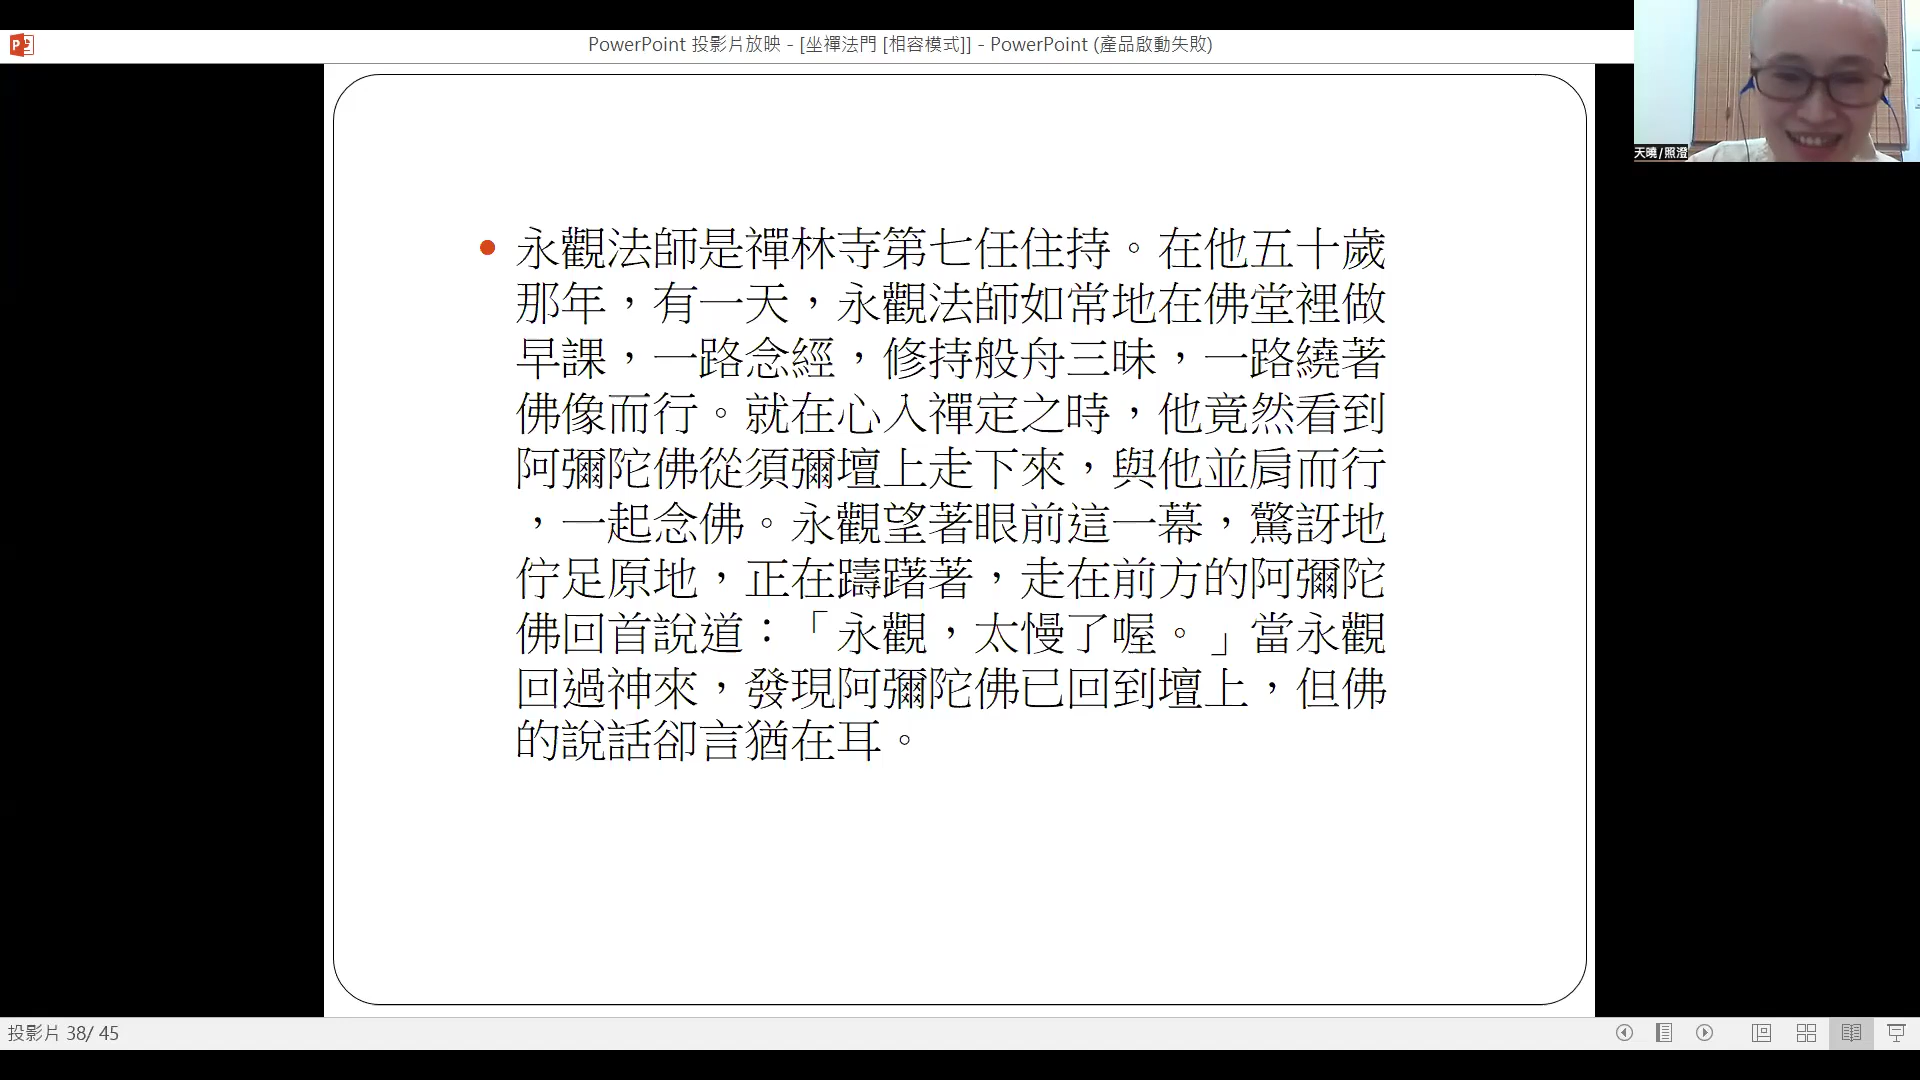 PowerPoint 投影片放映 - [坐禪法門 [相容模式]] - PowerPoint (產品啟動失敗)
天曉/照澄
永觀法師是禪林寺第七任住持。在他五十歲
那年，有一天，永觀法師如常地在佛堂裡做
早課，一路念經，修持般舟三昧，一路繞著
佛像而行。就在心入禪定之時，他竟然看到
阿彌陀佛從須彌壇上走下來，與他並肩而行
，一起念佛。永觀望著眼前這一幕，驚訝地
佇足原地，正在躊躇著，走在前方的阿彌陀
佛回首說道：「永觀，太慢了喔。」當永觀
回過神來，發現阿彌陀佛已回到壇上，但佛
的說話卻言猶在耳。
投影片 38/ 45